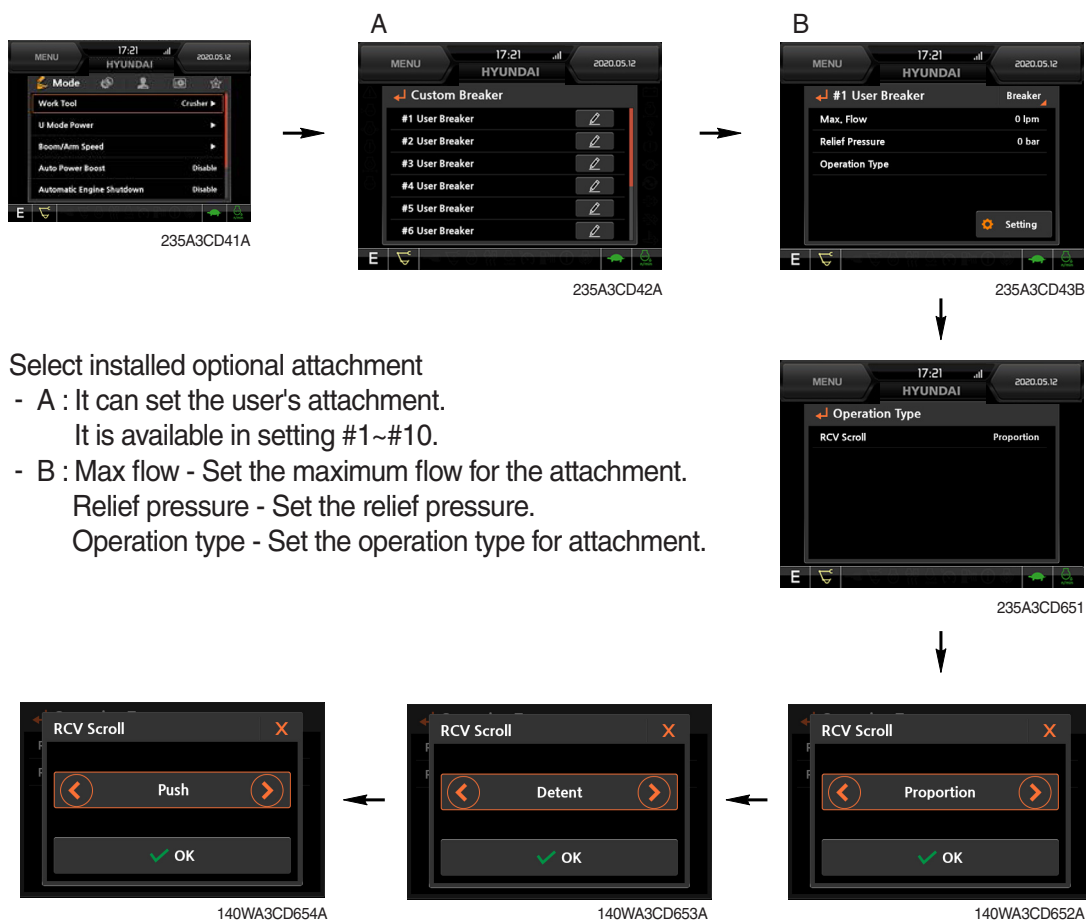 A
B
MENU
17:21
HYUNDAI
2020.05.12
Mode
Work Tool Crusher ▶
U Mode Power ▶
Boom/Arm Speed ▶
Auto Power Boost Disable
Automatic Engine Shutdown Disable
E
235A3CD41A
MENU
17:21
HYUNDAI
2020.05.12
Custom Breaker
#1 User Breaker
#2 User Breaker
#3 User Breaker
#4 User Breaker
#5 User Breaker
#6 User Breaker
E
235A3CD42A
MENU
17:21
HYUNDAI
2020.05.12
#1 User Breaker Breaker
Max, Flow 0 lpm
Relief Pressure 0 bar
Operation Type
Setting
E
235A3CD43B
Select installed optional attachment
- A : It can set the user's attachment.
It is available in setting #1~#10.
- B : Max flow - Set the maximum flow for the attachment.
Relief pressure - Set the relief pressure.
Operation type - Set the operation type for attachment.
MENU
17:21
HYUNDAI
2020.05.12
Operation Type
RCV Scroll Proportion
E
235A3CD651
RCV Scroll X
Push
OK
140WA3CD654A
RCV Scroll X
Detent
OK
140WA3CD653A
RCV Scroll X
Proportion
OK
140WA3CD652A